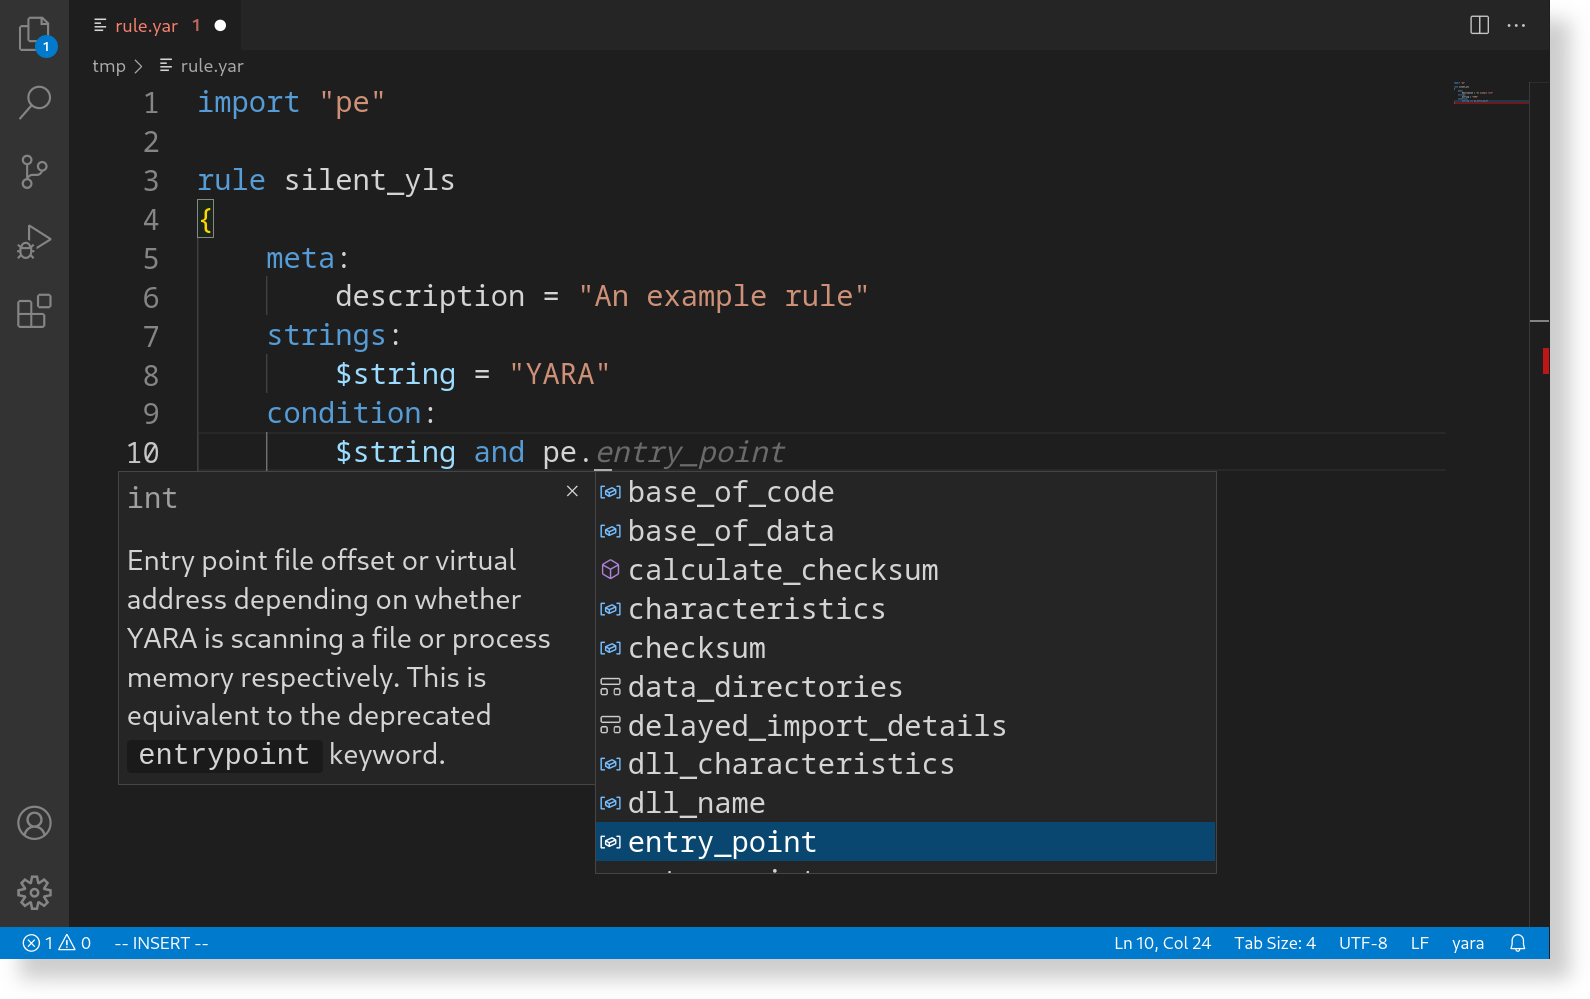 rule.yar 1
1
tmp > rule.yar
1 import "pe"
2
3 rule silent_yls
4 {
5 meta:
6 description = "An example rule"
7 strings:
8 $string = "YARA"
9 condition:
10 $string and pe.entry_point
int
Entry point file offset or virtual
address depending on whether
YARA is scanning a file or process
memory respectively. This is
equivalent to the deprecated
entrypoint keyword.
base_of_code
base_of_data
calculate_checksum
characteristics
checksum
data_directories
delayed_import_details
dll_characteristics
dll_name
entry_point
1 0 -- INSERT -- Ln 10, Col 24 Tab Size: 4 UTF-8 LF yara